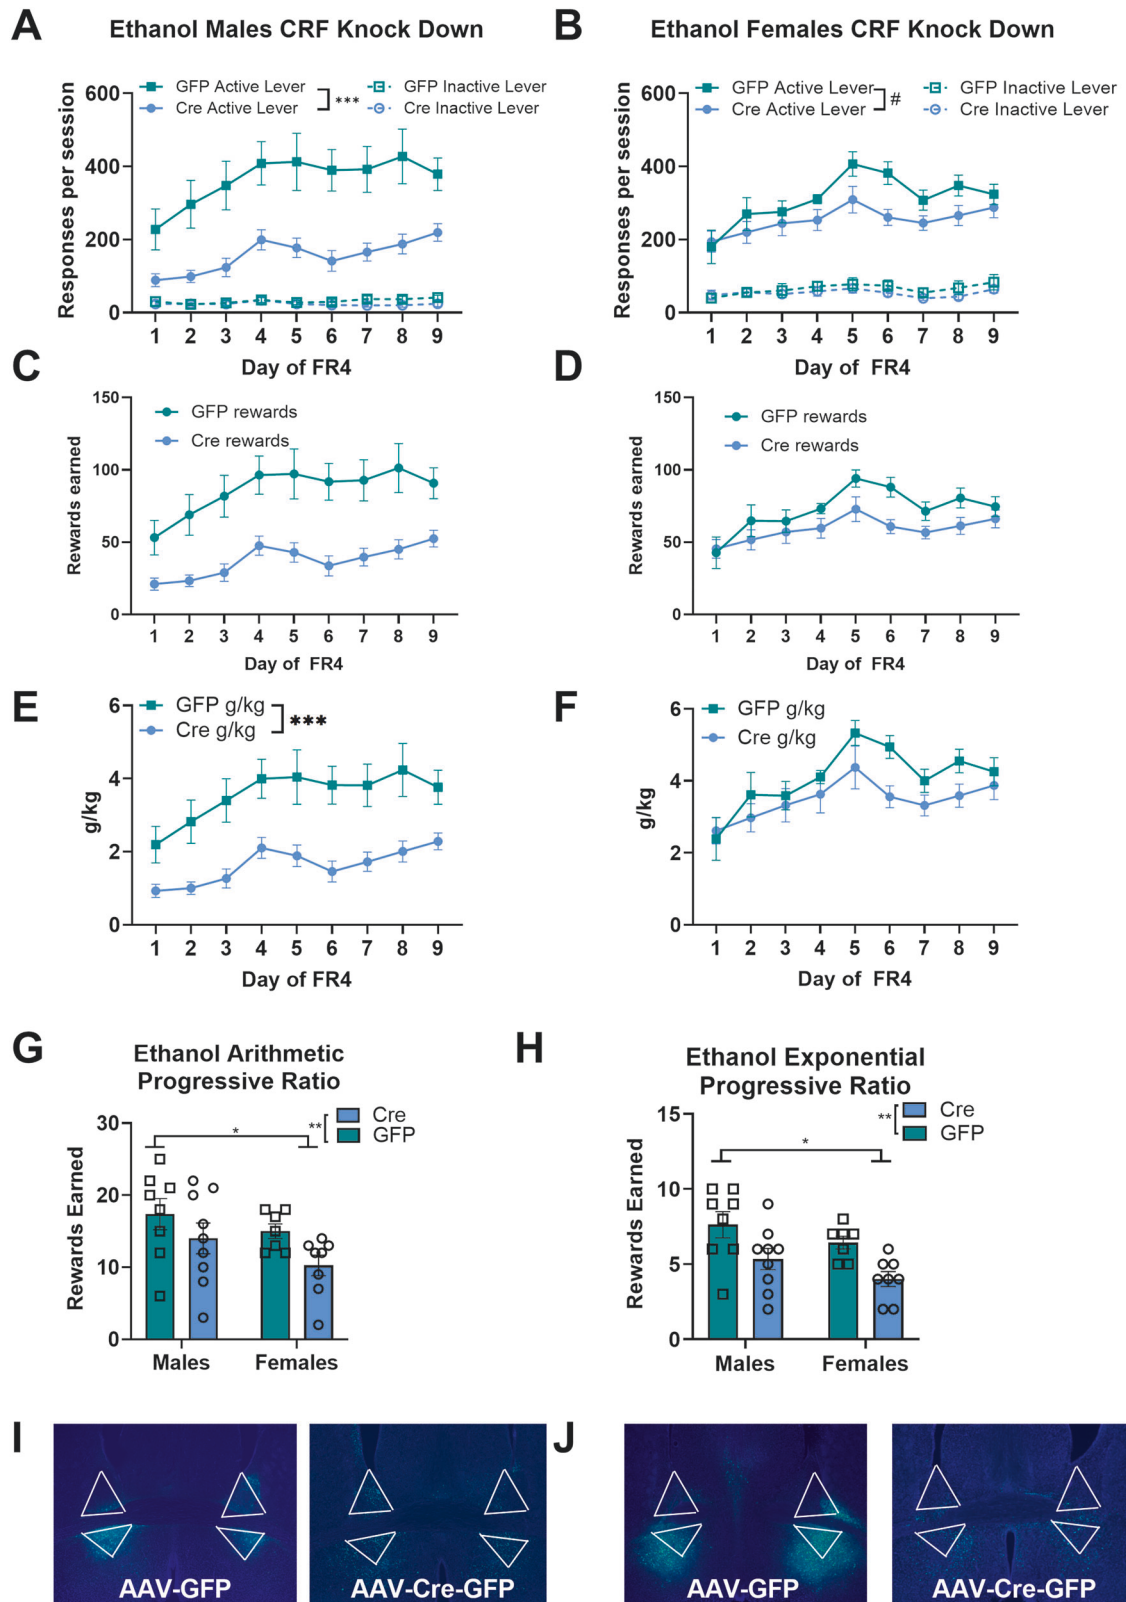 A
Ethanol Males CRF Knock Down
GFP Active Lever
Cre Active Lever
***
GFP Inactive Lever
Cre Inactive Lever
Responses per session
600
400
200
0
1 2 3 4 5 6 7 8 9
Day of FR4
B
Ethanol Females CRF Knock Down
GFP Active Lever
Cre Active Lever
#
GFP Inactive Lever
Cre Inactive Lever
Responses per session
600
400
200
0
1 2 3 4 5 6 7 8 9
Day of FR4
C
GFP rewards
Cre rewards
Rewards earned
150
100
50
0
1 2 3 4 5 6 7 8 9
Day of FR4
D
GFP rewards
Cre rewards
Rewards earned
150
100
50
0
1 2 3 4 5 6 7 8 9
Day of FR4
E
GFP g/kg
Cre g/kg
***
g/kg
6
4
2
0
1 2 3 4 5 6 7 8 9
Day of FR4
F
GFP g/kg
Cre g/kg
g/kg
6
4
2
0
1 2 3 4 5 6 7 8 9
Day of FR4
G
Ethanol Arithmetic
Progressive Ratio
Cre
GFP
**
*
Rewards Earned
30
20
10
0
Males Females
H
Ethanol Exponential
Progressive Ratio
Cre
GFP
**
*
Rewards Earned
15
10
5
0
Males Females
I
AAV-GFP
AAV-Cre-GFP
J
AAV-GFP
AAV-Cre-GFP